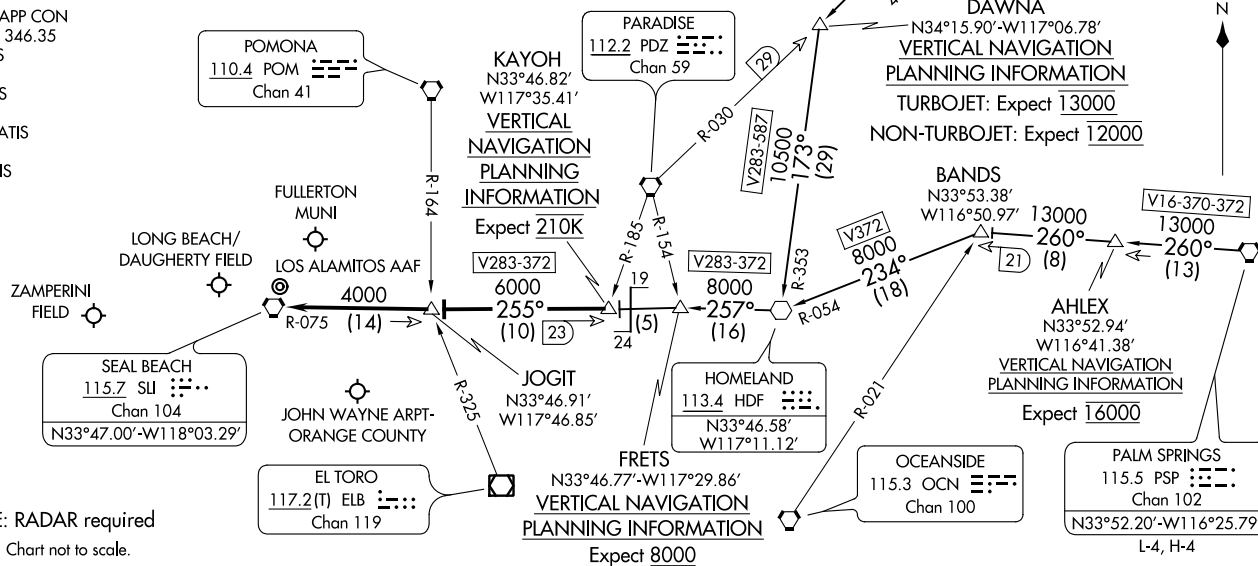 APP CON
346.35
S
S
ATIS
IS
POMONA
110.4 POM
Chan 41
KAYOH
N33°46.82'
W117°35.41'
VERTICAL
NAVIGATION
PLANNING
INFORMATION
Expect 210K
PARADISE
112.2 PDZ
Chan 59
29
R-030
DAWNA
N34°15.90'-W117°06.78'
VERTICAL NAVIGATION
PLANNING INFORMATION
TURBOJET: Expect 13000
NON-TURBOJET: Expect 12000
N
V283-587
10500
173°
(29)
BANDS
N33°53.38'
W116°50.97'
13000
260°
(8)
21
V16-370-372
13000
260°
(13)
R-164
R-185
R-154
R-353
V372
8000
234°
(18)
R-054
AHLEX
N33°52.94'
W116°41.38'
VERTICAL NAVIGATION
PLANNING INFORMATION
Expect 16000
FULLERTON
MUNI
LONG BEACH/
DAUGHERTY FIELD
LOS ALAMITOS AAF
ZAMPERINI
FIELD
4000
R-075
(14)
V283-372
6000
255°
(10)
23
19
(5)
24
V283-372
8000
257°
(16)
SEAL BEACH
115.7 SLI
Chan 104
N33°47.00'-W118°03.29'
JOHN WAYNE ARPT-
ORANGE COUNTY
R-325
JOGIT
N33°46.91'
W117°46.85'
HOMELAND
113.4 HDF
N33°46.58'
W117°11.12'
R-021
EL TORO
117.2(T) ELB
Chan 119
FRETS
N33°46.77'-W117°29.86'
VERTICAL NAVIGATION
PLANNING INFORMATION
Expect 8000
OCEANSIDE
115.3 OCN
Chan 100
PALM SPRINGS
115.5 PSP
Chan 102
N33°52.20'-W116°25.79
L-4, H-4
E: RADAR required
Chart not to scale.